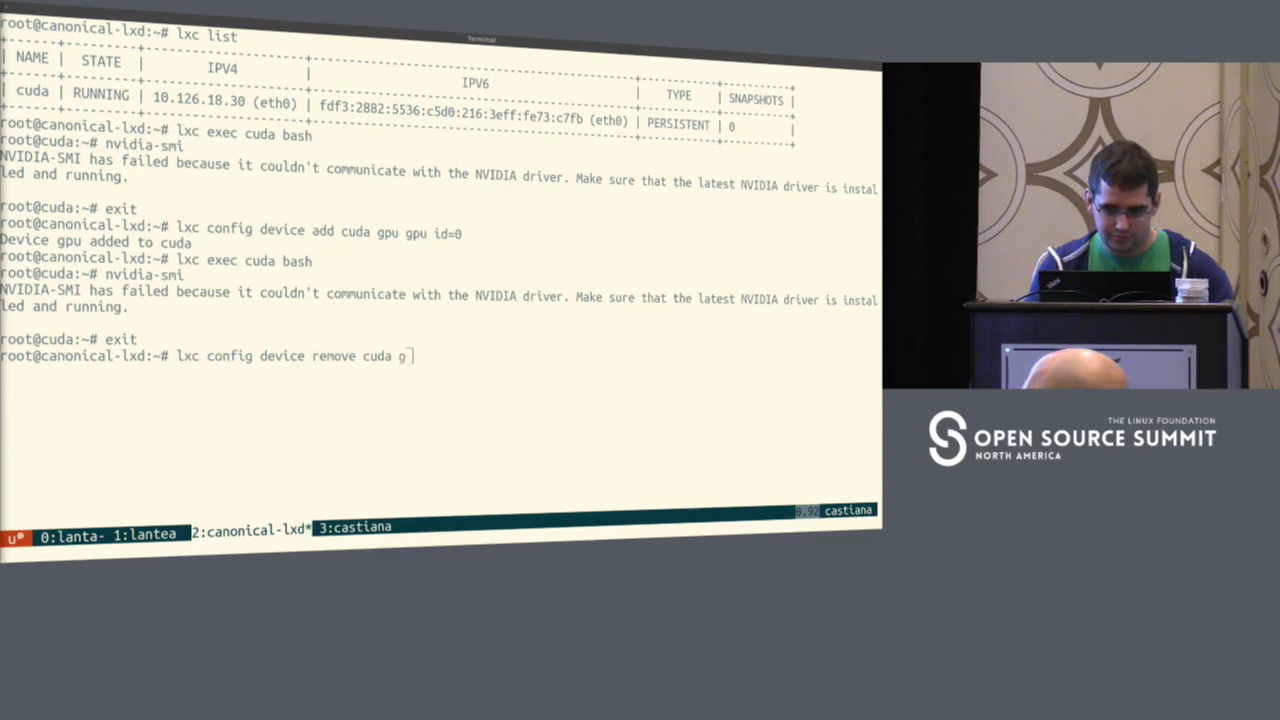 Terminal
root@canonical-lxd:~# lxc list
| NAME | STATE | IPV4 | IPV6 | TYPE | SNAPSHOTS |
| cuda | RUNNING | 10.126.18.30 (eth0) | fdf3:2882:5536:c5d0:216:3eff:fe73:c7fb (eth0) | PERSISTENT | 0 |
root@canonical-lxd:~# lxc exec cuda bash
root@cuda:~# nvidia-smi
NVIDIA-SMI has failed because it couldn't communicate with the NVIDIA driver. Make sure that the latest NVIDIA driver is instal
led and running.
root@cuda:~# exit
root@canonical-lxd:~# lxc config device add cuda gpu gpu id=0
Device gpu added to cuda
root@canonical-lxd:~# lxc exec cuda bash
root@cuda:~# nvidia-smi
NVIDIA-SMI has failed because it couldn't communicate with the NVIDIA driver. Make sure that the latest NVIDIA driver is instal
led and running.
root@cuda:~# exit
root@canonical-lxd:~# lxc config device remove cuda g
u 0:lanta- 1:lantea 2:canonical-lxd* 3:castiana 0.92 castiana
THE LINUX FOUNDATION
OPEN SOURCE SUMMIT
NORTH AMERICA